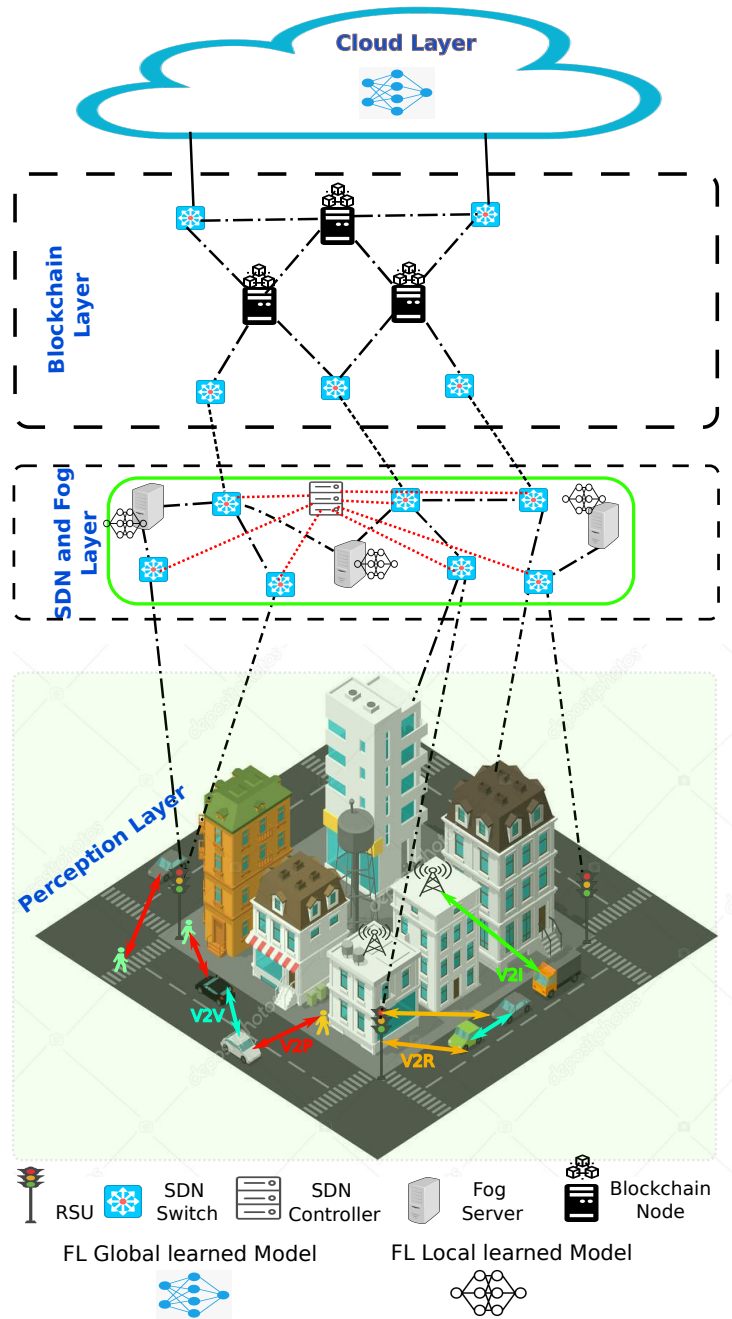 Cloud Layer
Blockchain
Layer
SDN and Fog
Layer
Perception Layer
V2I
V2V
V2P
V2R
depositphotos
RSU
SDN
Switch
SDN
Controller
Fog
Server
Blockchain
Node
FL Global learned Model
FL Local learned Model